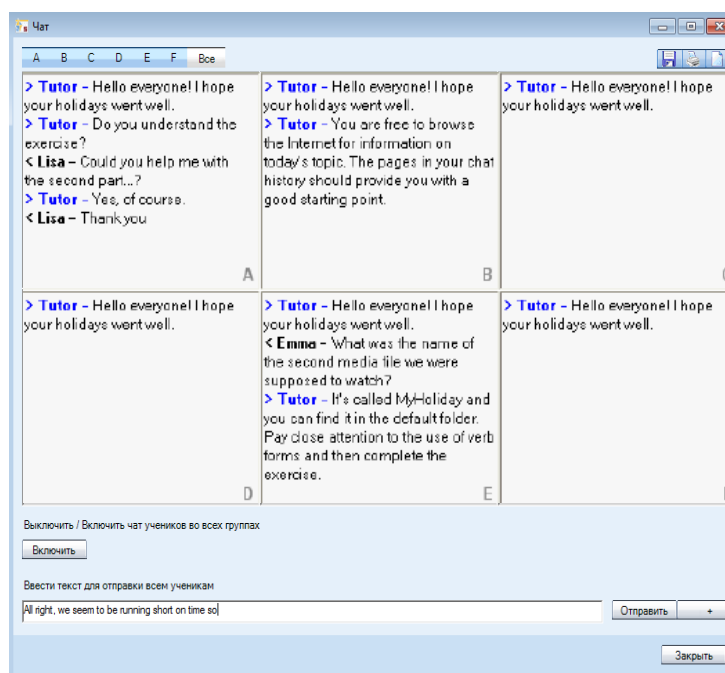 Чат
A B C D E F Все
> Tutor – Hello everyone! I hope
your holidays went well.
> Tutor – Do you understand the
exercise?
< Lisa – Could you help me with
the second part...?
> Tutor – Yes, of course.
< Lisa – Thank you
A
> Tutor – Hello everyone! I hope
your holidays went well.
> Tutor – You are free to browse
the Internet for information on
today's topic. The pages in your chat
history should provide you with a
good starting point.
B
> Tutor – Hello everyone! I hope
your holidays went well.
> Tutor – Hello everyone! I hope
your holidays went well.
D
> Tutor – Hello everyone! I hope
your holidays went well.
< Emma – What was the name of
the second media file we were
supposed to watch?
> Tutor – It's called MyHoliday and
you can find it in the default folder.
Pay close attention to the use of verb
forms and then complete the
exercise.
E
> Tutor – Hello everyone! I hope
your holidays went well.
Выключить / Включить чат учеников во всех группах
Включить
Ввести текст для отправки всем ученикам
All right, we seem to be running short on time so
Отправить +
Закрыть